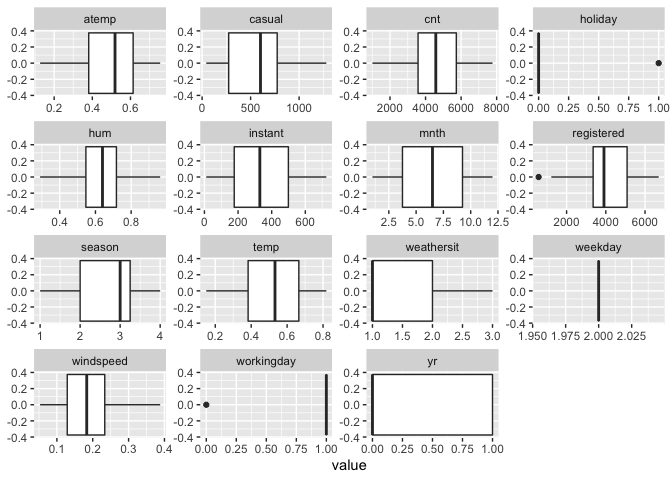 atemp casual cnt holiday
0.4 0.4 0.4 0.4
0.2 0.2 0.2 0.2
0.0 0.0 0.0 0.0
-0.2 -0.2 -0.2 -0.2
-0.4 -0.4 -0.4 -0.4
0.2 0.4 0.6 0 500 1000 2000 4000 6000 8000 0.00 0.25 0.50 0.75 1.00
hum instant mnth registered
0.4 0.4 0.4 0.4
0.2 0.2 0.2 0.2
0.0 0.0 0.0 0.0
-0.2 -0.2 -0.2 -0.2
-0.4 -0.4 -0.4 -0.4
0.4 0.6 0.8 0 200 400 600 2.5 5.0 7.5 10.0 12.5 2000 4000 6000
season temp weathersit weekday
0.4 0.4 0.4 0.4
0.2 0.2 0.2 0.2
0.0 0.0 0.0 0.0
-0.2 -0.2 -0.2 -0.2
-0.4 -0.4 -0.4 -0.4
1 2 3 4 0.2 0.4 0.6 0.8 1.0 1.5 2.0 2.5 3.0 1.950 1.975 2.000 2.025
windspeed workingday yr
0.4 0.4 0.4
0.2 0.2 0.2
0.0 0.0 0.0
-0.2 -0.2 -0.2
-0.4 -0.4 -0.4
0.1 0.2 0.3 0.4 0.00 0.25 0.50 0.75 1.00 0.00 0.25 0.50 0.75 1.00
value